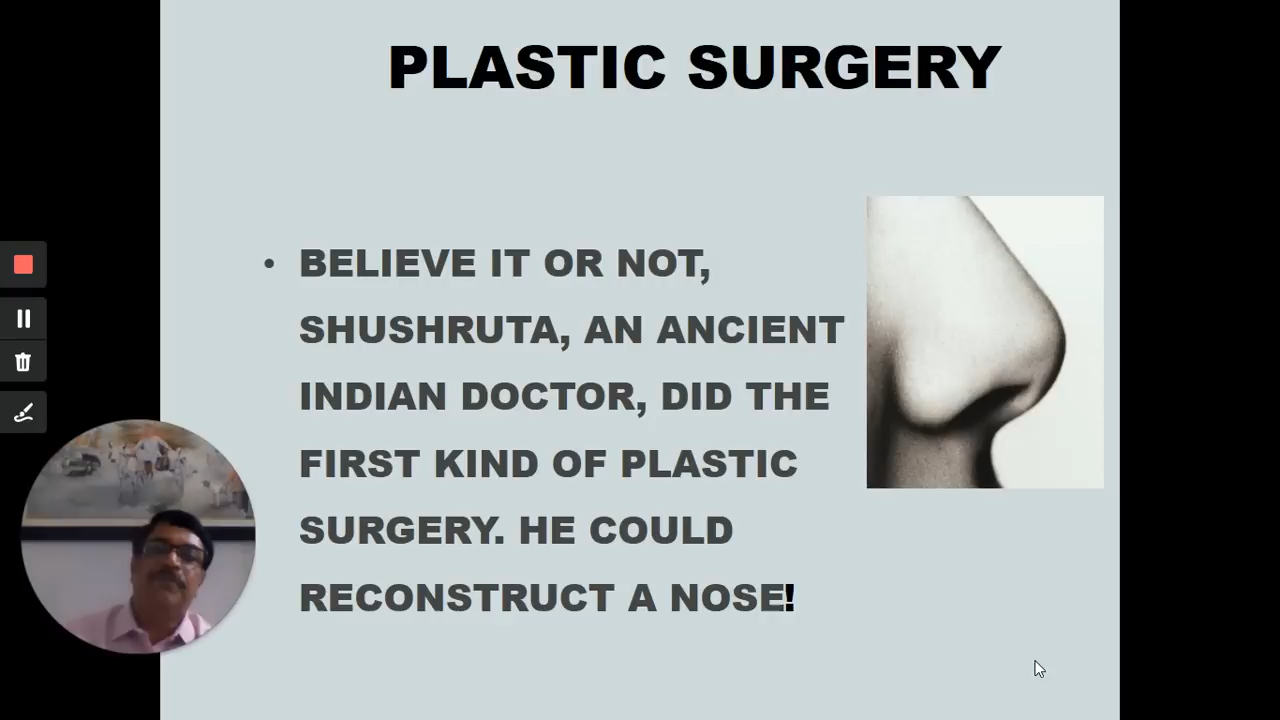 PLASTIC SURGERY
• BELIEVE IT OR NOT,
SHUSHRUTA, AN ANCIENT
INDIAN DOCTOR, DID THE
FIRST KIND OF PLASTIC
SURGERY. HE COULD
RECONSTRUCT A NOSE!